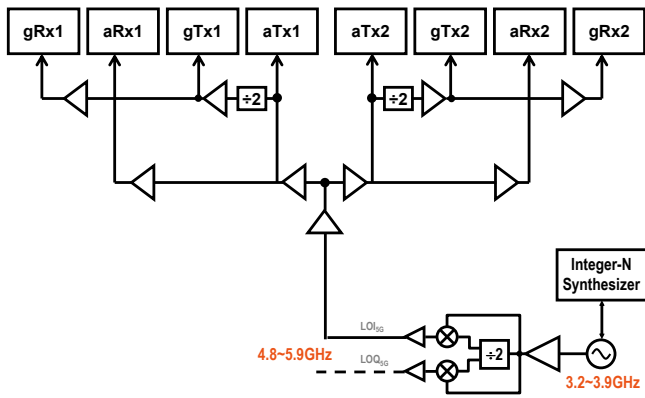 gRx1 aRx1 gTx1 aTx1 aTx2 gTx2 aRx2 gRx2
÷2 ÷2
Integer-N
Synthesizer
LOI5G
4.8~5.9GHz
÷2
LOQ5G
3.2~3.9GHz